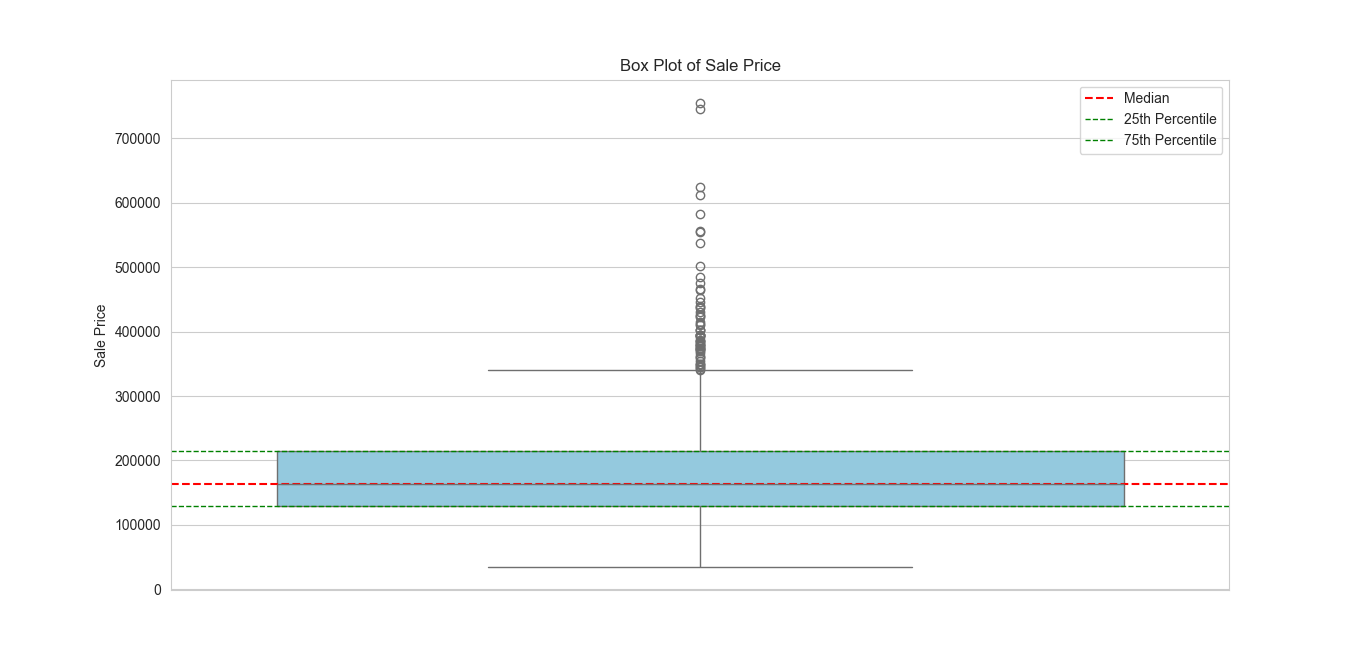 Box Plot of Sale Price
Median
25th Percentile
75th Percentile
700000
600000
500000
400000
300000
200000
100000
0
Sale Price